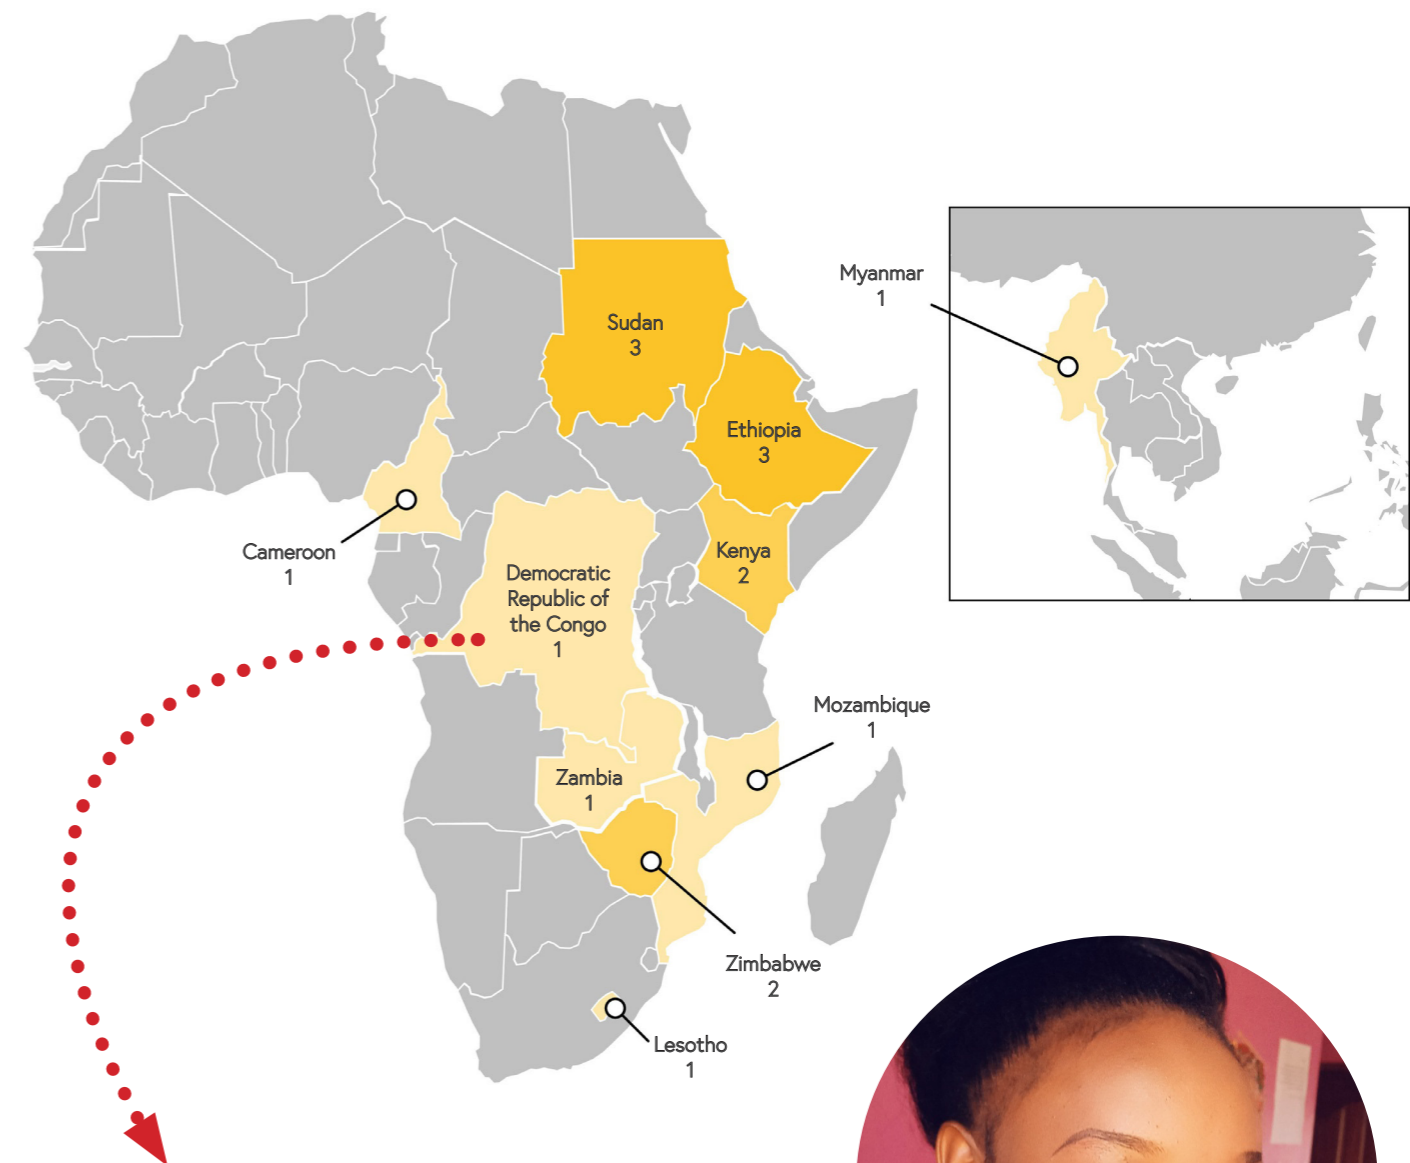 Sudan
3
Myanmar
1
Ethiopia
3
Cameroon
1
Kenya
2
Democratic
Republic of
the Congo
1
Mozambique
1
Zambia
1
Zimbabwe
2
Lesotho
1